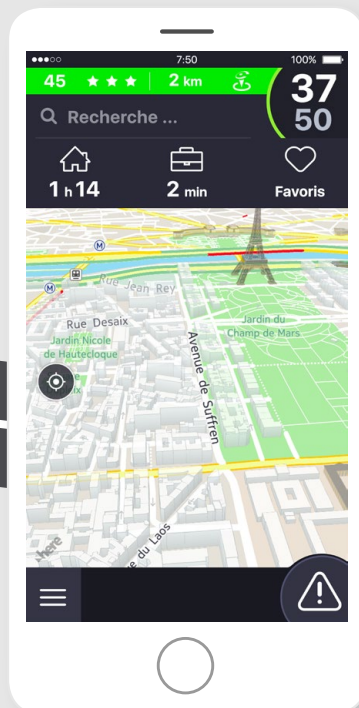 7:50
100%
45
2 km
37
50
Recherche ...
1 h 14
2 min
Favoris
M
Rue Jean Rey
M
Rue Desaix
Jardin du
Champ de Mars
Jardin Nicole
de Hautecloque
Avenue de Suffren
e du Laos
here